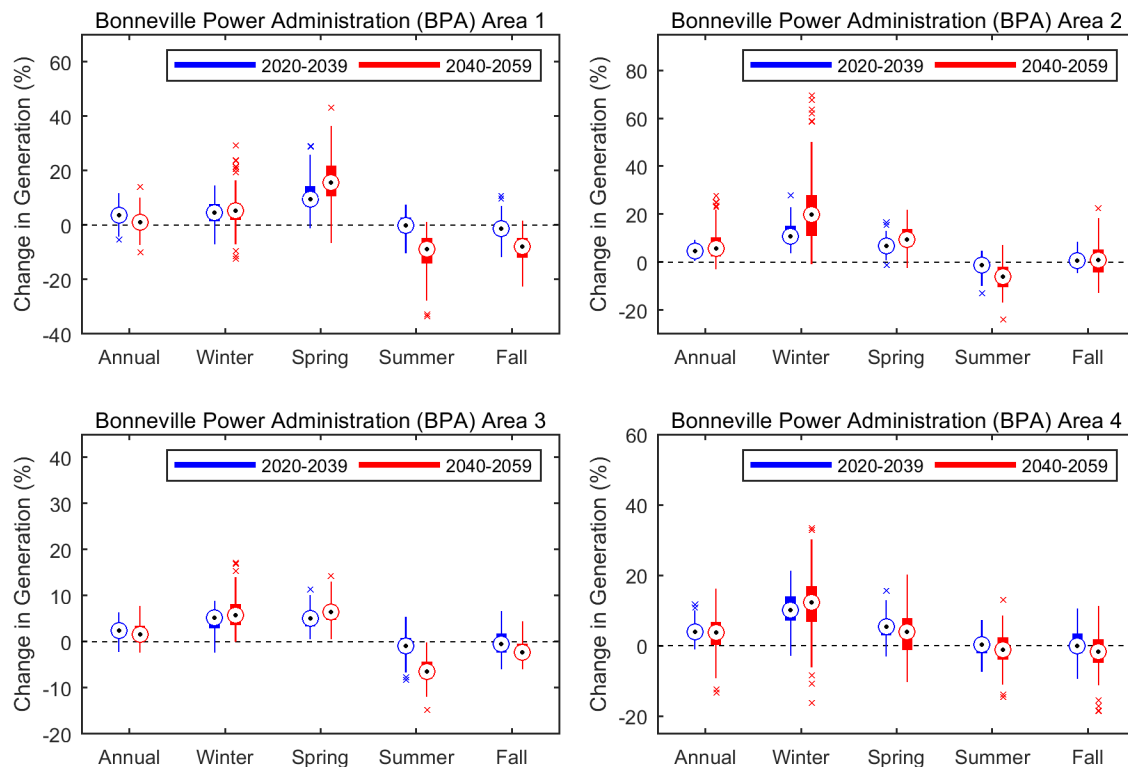 Bonneville Power Administration (BPA) Area 1
Change in Generation (%)
60
40
20
0
-20
-40
2020-2039 2040-2059
Annual Winter Spring Summer Fall
Bonneville Power Administration (BPA) Area 2
Change in Generation (%)
80
60
40
20
0
-20
2020-2039 2040-2059
Annual Winter Spring Summer Fall
Bonneville Power Administration (BPA) Area 3
Change in Generation (%)
40
30
20
10
0
-10
-20
2020-2039 2040-2059
Annual Winter Spring Summer Fall
Bonneville Power Administration (BPA) Area 4
Change in Generation (%)
60
40
20
0
-20
2020-2039 2040-2059
Annual Winter Spring Summer Fall